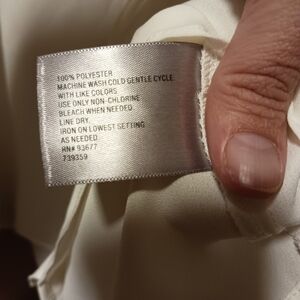 100% POLYESTER
MACHINE WASH COLD GENTLE CYCLE
WITH LIKE COLORS
USE ONLY NON-CHLORINE
BLEACH WHEN NEEDED
LINE DRY.
IRON ON LOWEST SETTING
AS NEEDED
RN# 93677
739359